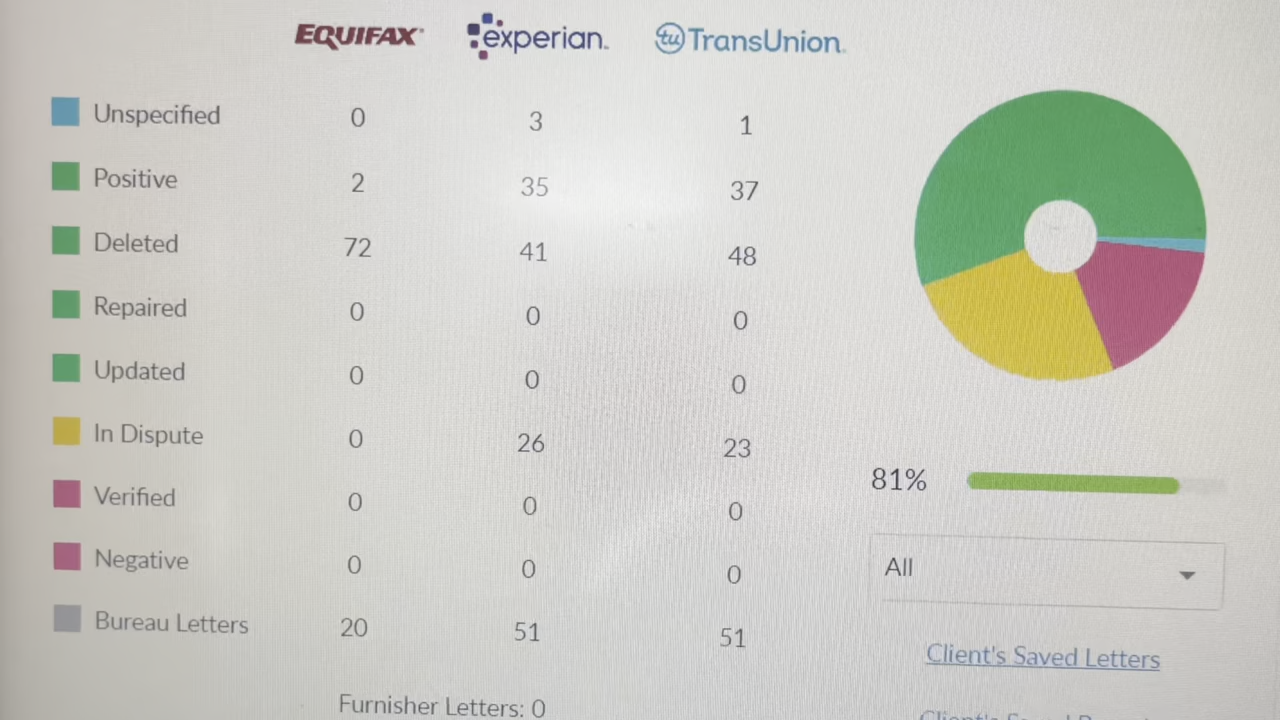 EQUIFAX experian. TransUnion
Unspecified 0 3 1
Positive 2 35 37
Deleted 72 41 48
Repaired 0 0 0
Updated 0 0 0
In Dispute 0 26 23
Verified 0 0 0
Negative 0 0 0
Bureau Letters 20 51 51
Furnisher Letters: 0
81%
All
Client's Saved Letters